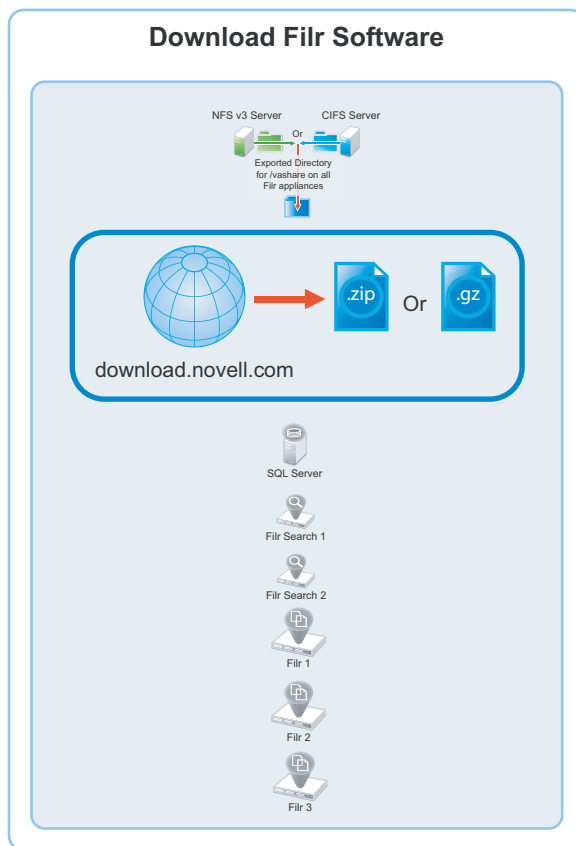 Download Filr Software
NFS v3 Server
CIFS Server
Or
Exported Directory
for /vashare on all
Filr appliances
.zip
Or
.gz
download.novell.com
SQL Server
Filr Search 1
Filr Search 2
Filr 1
Filr 2
Filr 3